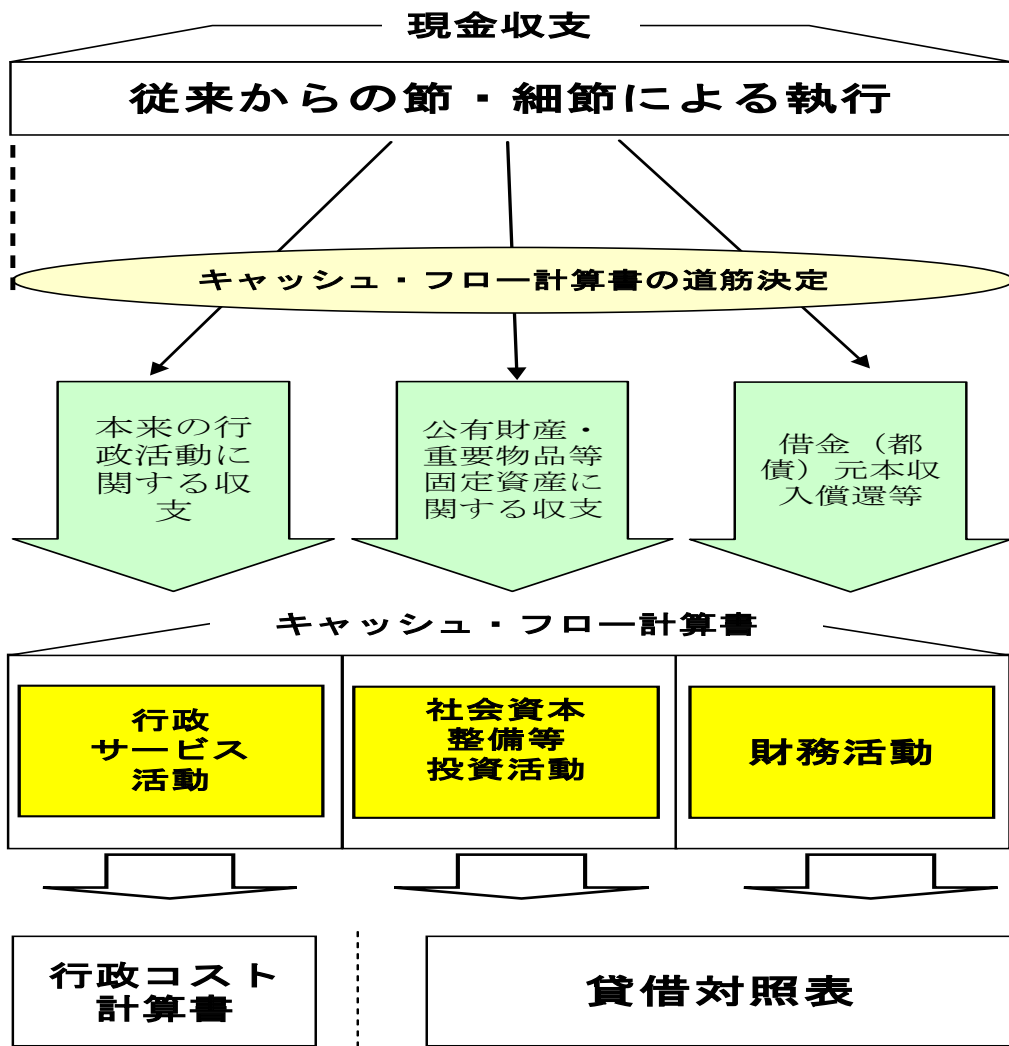 現金収支
従来からの節・細節による執行
キャッシュ・フロー計算書の道筋決定
本来の行
政活動に
関する収
支
公有財産・
重要物品等
固定資産に
関する収支
借金（都
債）元本収
入償還等
キャッシュ・フロー計算書
行政
サービス
活動
社会資本
整備等
投資活動
財務活動
行政コスト
計算書
貸借対照表